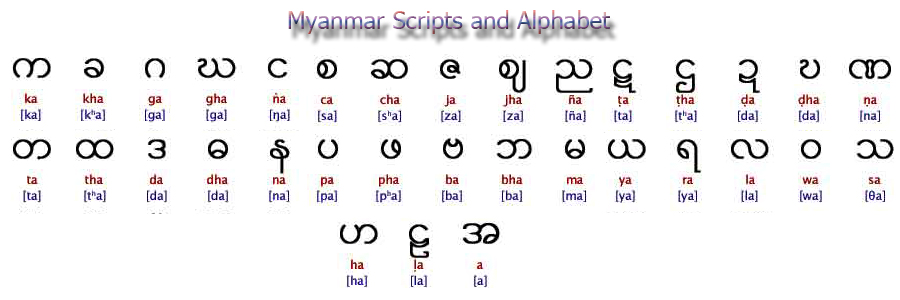 Myanmar Scripts and Alphabet
က ခ ဂ ဃ င စ ဆ ဇ ဈ ည ဋ ဌ ဍ ဎ ဏ
ka kha ga gha ṅa ca cha ja jha ña ṭa ṭha ḍa ḍha ṇa
[ka] [kʰa] [ga] [ga] [ŋa] [sa] [sʰa] [za] [za] [ña] [ta] [tʰa] [da] [da] [na]
တ ထ ဒ ဓ န ပ ဖ ဗ ဘ မ ယ ရ လ ဝ သ
ta tha da dha na pa pha ba bha ma ya ra la wa sa
[ta] [tʰa] [da] [da] [na] [pa] [pʰa] [ba] [ba] [ma] [ya] [ya] [la] [wa] [θa]
ဟ ဠ အ
ha ḷa a
[ha] [la] [a]